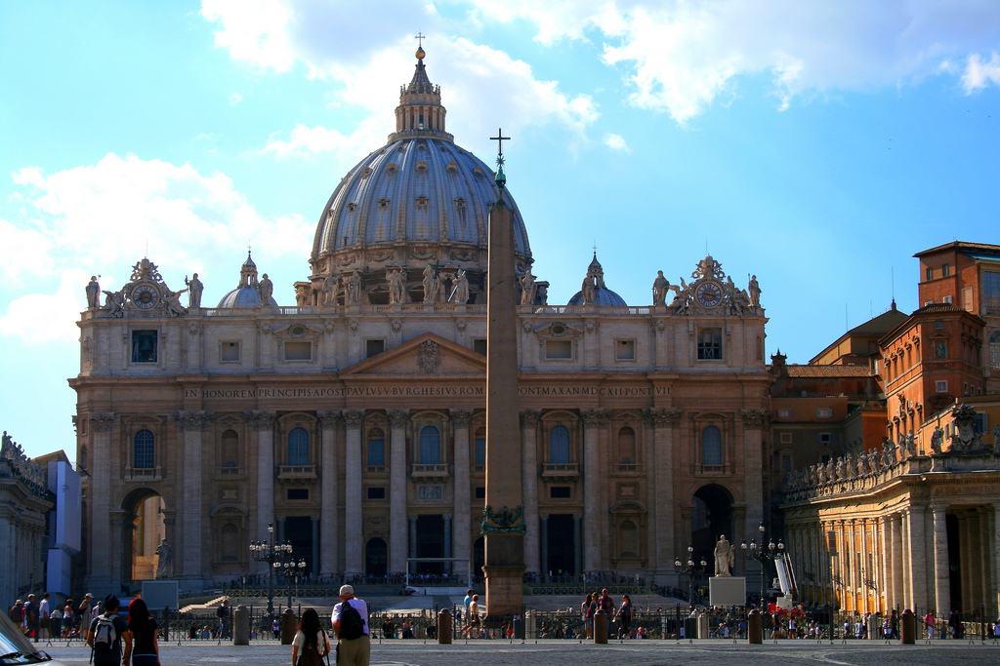 IN HONOREM PRINCIPIS APOST PAVLVS V BVRGHESIVS ROM PONT MAX AN MDCXII PONT VII